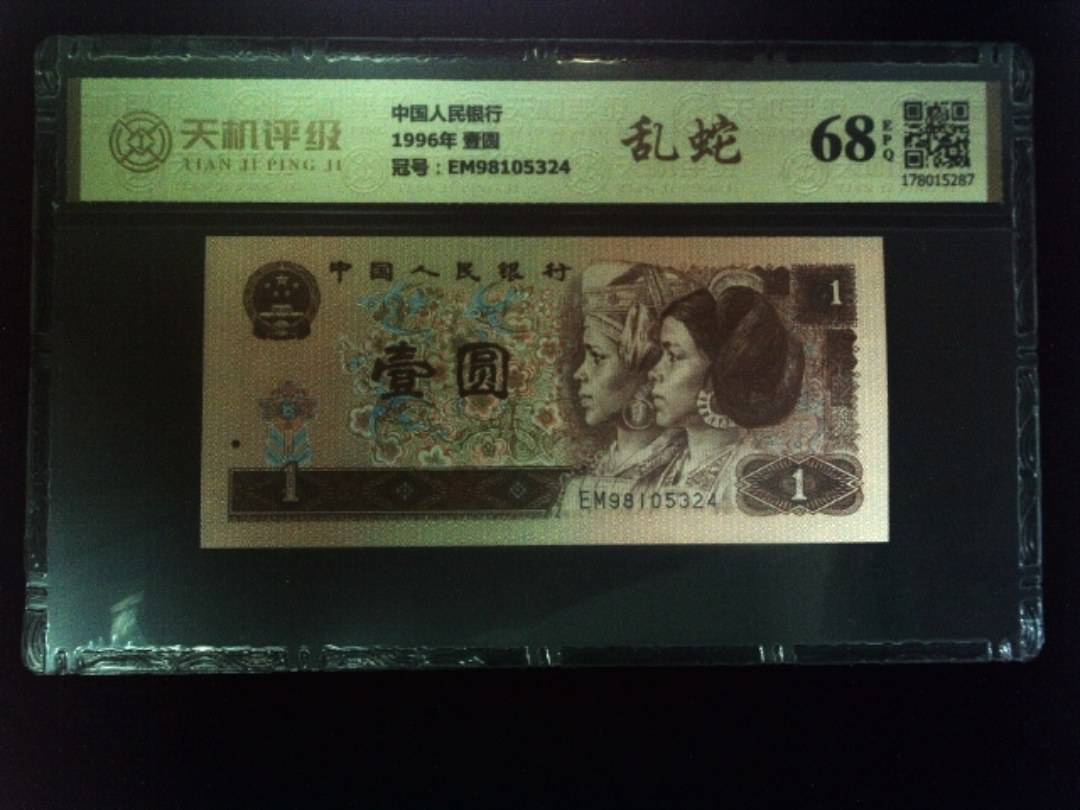 天机评级
TIAN JI PING JI
中国人民银行
1996年 壹圆
冠号：EM98105324
乱蛇
68
EPQ
178015287
中国人民银行
1
壹圆
1
EM98105324
1